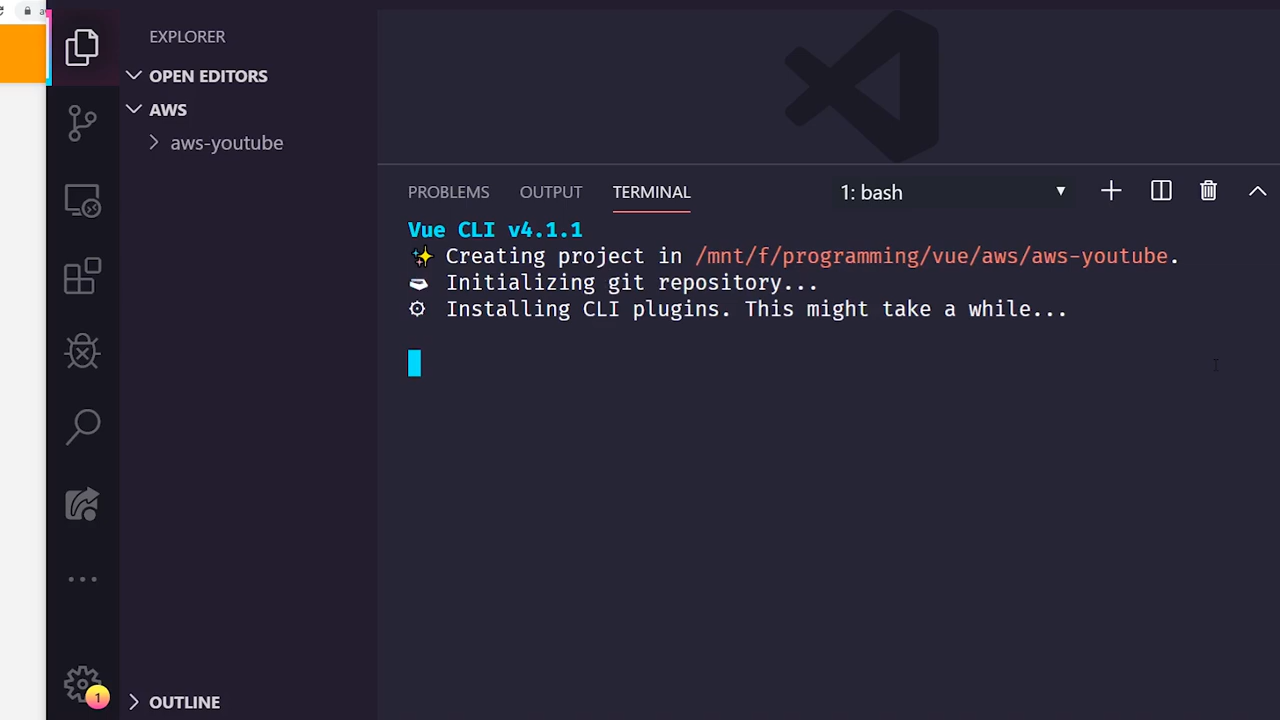 EXPLORER
OPEN EDITORS
AWS
aws-youtube
OUTLINE
1
PROBLEMS OUTPUT TERMINAL 1: bash
Vue CLI v4.1.1
✨ Creating project in /mnt/f/programming/vue/aws/aws-youtube.
Initializing git repository...
⚙ Installing CLI plugins. This might take a while...